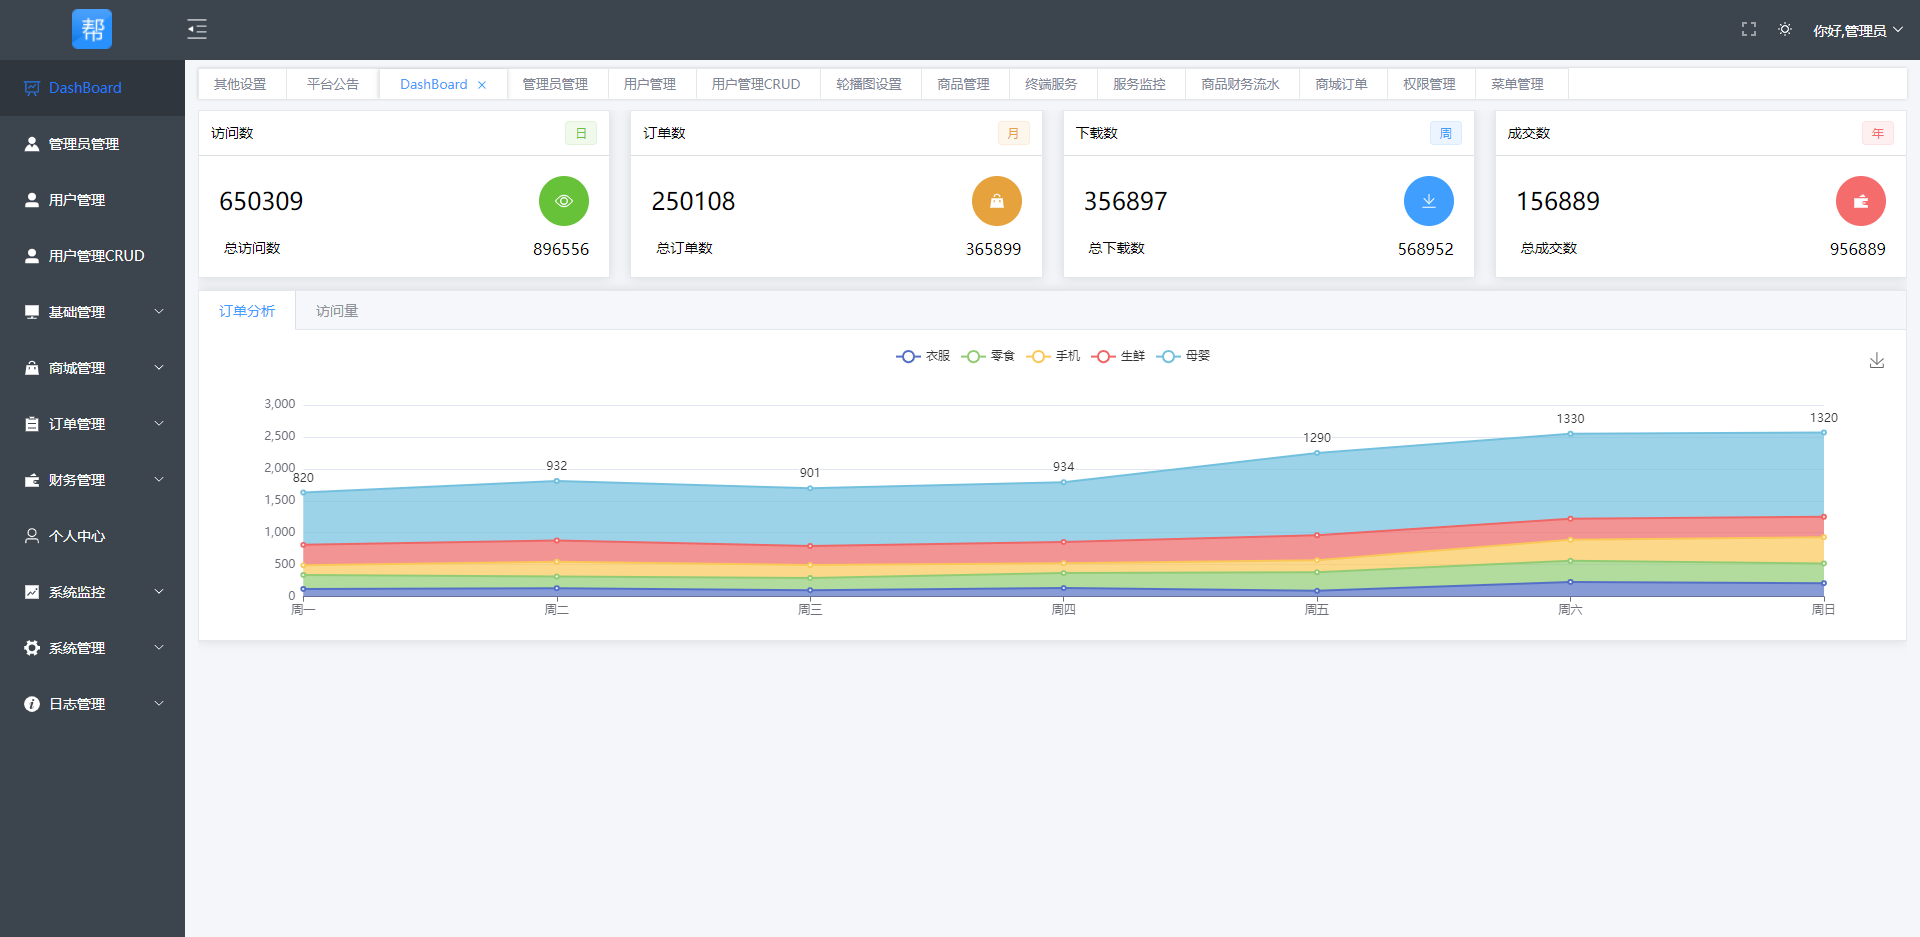 帮
你好,管理员
DashBoard
管理员管理
用户管理
用户管理CRUD
基础管理
商城管理
订单管理
财务管理
个人中心
系统监控
系统管理
日志管理
其他设置 平台公告 DashBoard 管理员管理 用户管理 用户管理CRUD 轮播图设置 商品管理 终端服务 服务监控 商品财务流水 商城订单 权限管理 菜单管理
访问数 日
650309
总访问数 896556
订单数 月
250108
总订单数 365899
下载数 周
356897
总下载数 568952
成交数 年
156889
总成交数 956889
订单分析 访问量
衣服 零食 手机 生鲜 母婴
3,000
2,500
2,000
1,500
1,000
500
0
820 932 901 934 1290 1330 1320
周一 周二 周三 周四 周五 周六 周日